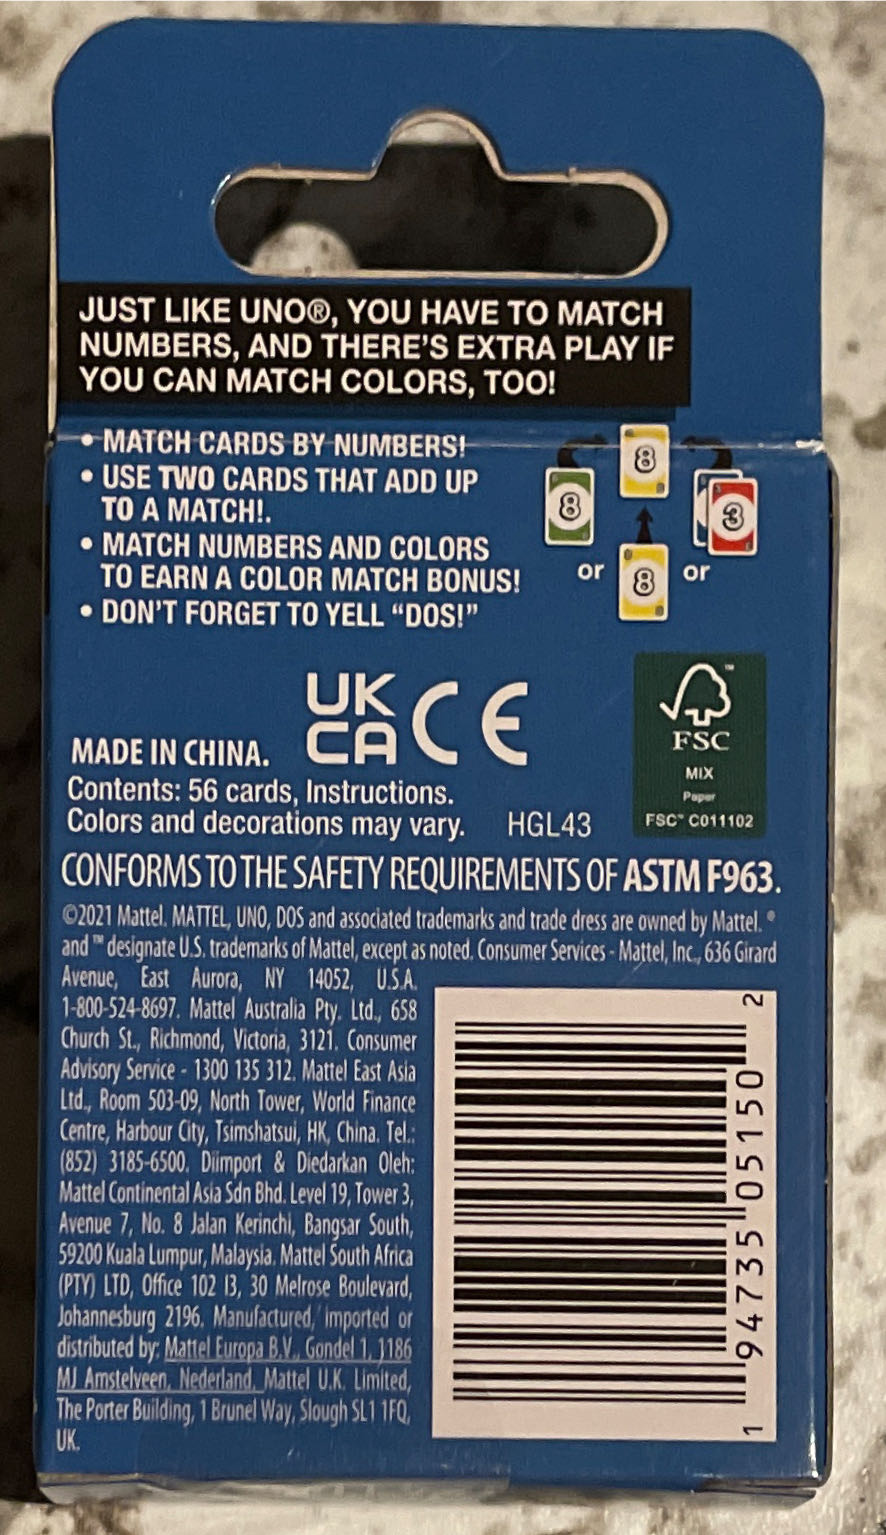 JUST LIKE UNO®, YOU HAVE TO MATCH
NUMBERS, AND THERE'S EXTRA PLAY IF
YOU CAN MATCH COLORS, TOO!
• MATCH CARDS BY NUMBERS!
• USE TWO CARDS THAT ADD UP
TO A MATCH!.
• MATCH NUMBERS AND COLORS
TO EARN A COLOR MATCH BONUS!
• DON'T FORGET TO YELL “DOS!”
8
8
3
or
8
or
UK
CA CE
FSC™
MIX
Paper
FSC™ C011102
MADE IN CHINA.
Contents: 56 cards, Instructions.
Colors and decorations may vary. HGL43
CONFORMS TO THE SAFETY REQUIREMENTS OF ASTM F963.
©2021 Mattel. MATTEL, UNO, DOS and associated trademarks and trade dress are owned by Mattel. ®
and ™ designate U.S. trademarks of Mattel, except as noted. Consumer Services - Mattel, Inc., 636 Girard
Avenue, East Aurora, NY 14052, U.S.A.
1-800-524-8697. Mattel Australia Pty. Ltd., 658
Church St., Richmond, Victoria, 3121. Consumer
Advisory Service - 1300 135 312. Mattel East Asia
Ltd., Room 503-09, North Tower, World Finance
Centre, Harbour City, Tsimshatsui, HK, China. Tel.:
(852) 3185-6500. Diimport & Diedarkan Oleh:
Mattel Continental Asia Sdn Bhd. Level 19, Tower 3,
Avenue 7, No. 8 Jalan Kerinchi, Bangsar South,
59200 Kuala Lumpur, Malaysia. Mattel South Africa
(PTY) LTD, Office 102 I3, 30 Melrose Boulevard,
Johannesburg 2196. Manufactured, imported or
distributed by: Mattel Europa B.V., Gondel 1, 1186
MJ Amstelveen, Nederland. Mattel U.K. Limited,
The Porter Building, 1 Brunel Way, Slough SL1 1FQ,
UK.
1 94735 05150 2